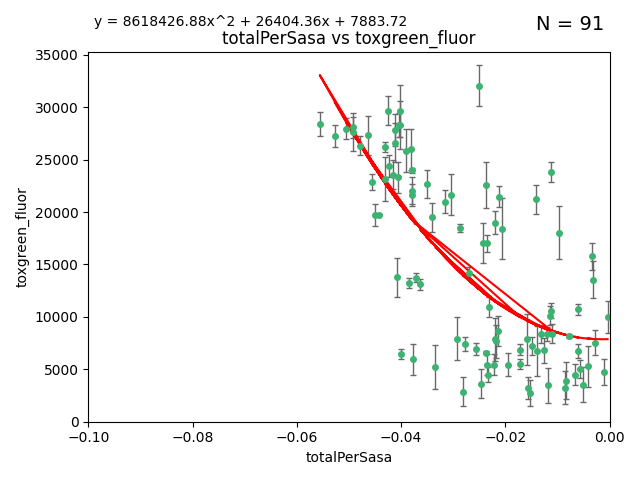 y = 8618426.88x^2 + 26404.36x + 7883.72
N = 91
totalPerSasa vs toxgreen_fluor
35000
30000
25000
20000
15000
10000
5000
0
toxgreen_fluor
−0.10
−0.08
−0.06
−0.04
−0.02
0.00
totalPerSasa